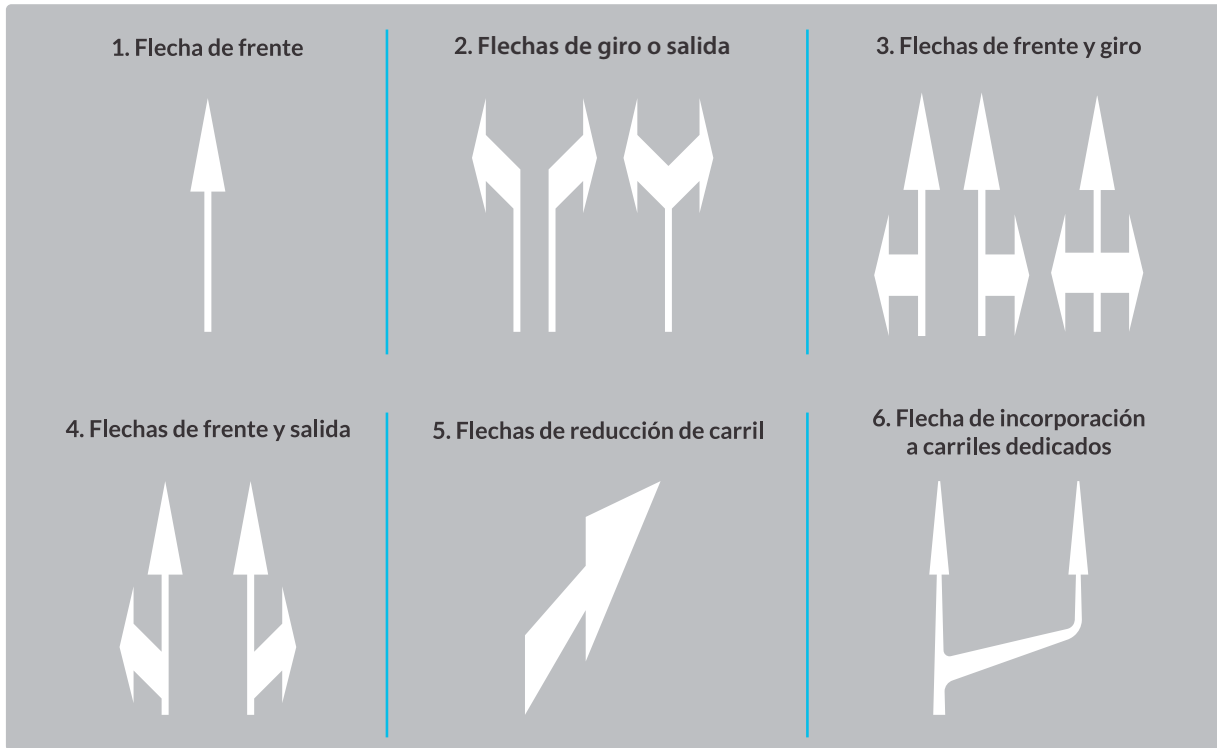 1. Flecha de frente
2. Flechas de giro o salida
3. Flechas de frente y giro
4. Flechas de frente y salida
5. Flechas de reducción de carril
6. Flecha de incorporación
a carriles dedicados